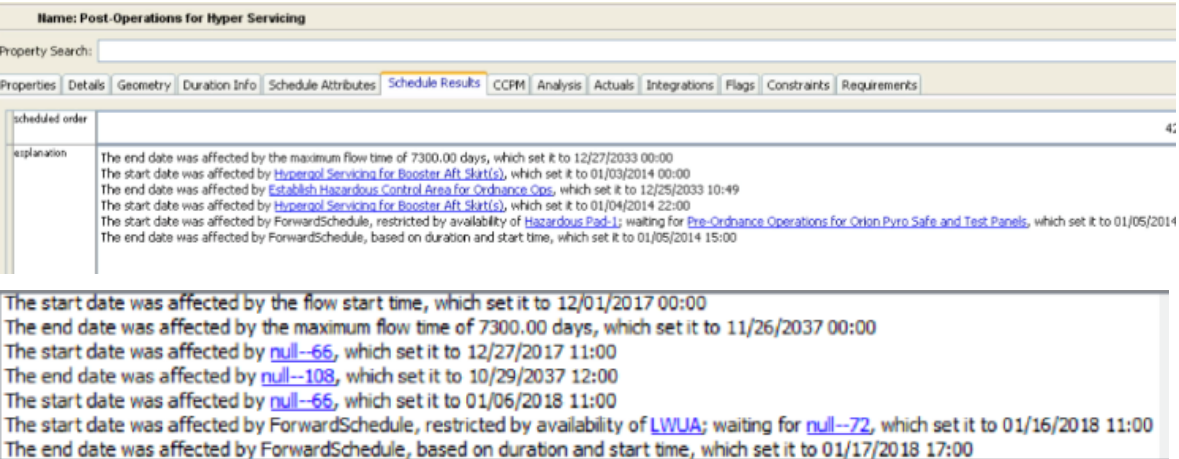 Name: Post-Operations for Hyper Servicing
Property Search:
Properties Details Geometry Duration Info Schedule Attributes Schedule Results CCPM Analysis Actuals Integrations Flags Constraints Requirements
scheduled order
42
explanation
The end date was affected by the maximum flow time of 7300.00 days, which set it to 12/27/2033 00:00
The start date was affected by Hypergol Servicing for Booster Aft Skirt(s), which set it to 01/03/2014 00:00
The end date was affected by Establish Hazardous Control Area for Ordnance Ops, which set it to 12/25/2033 10:49
The start date was affected by Hypergol Servicing for Booster Aft Skirt(s), which set it to 01/04/2014 22:00
The start date was affected by ForwardSchedule, restricted by availability of Hazardous Pad-1; waiting for Pre-Ordnance Operations for Orion Pyro Safe and Test Panels, which set it to 01/05/2014
The end date was affected by ForwardSchedule, based on duration and start time, which set it to 01/05/2014 15:00
The start date was affected by the flow start time, which set it to 12/01/2017 00:00
The end date was affected by the maximum flow time of 7300.00 days, which set it to 11/26/2037 00:00
The start date was affected by null--66, which set it to 12/27/2017 11:00
The end date was affected by null--108, which set it to 10/29/2037 12:00
The start date was affected by null--66, which set it to 01/06/2018 11:00
The start date was affected by ForwardSchedule, restricted by availability of LWUA; waiting for null--72, which set it to 01/16/2018 11:00
The end date was affected by ForwardSchedule, based on duration and start time, which set it to 01/17/2018 17:00